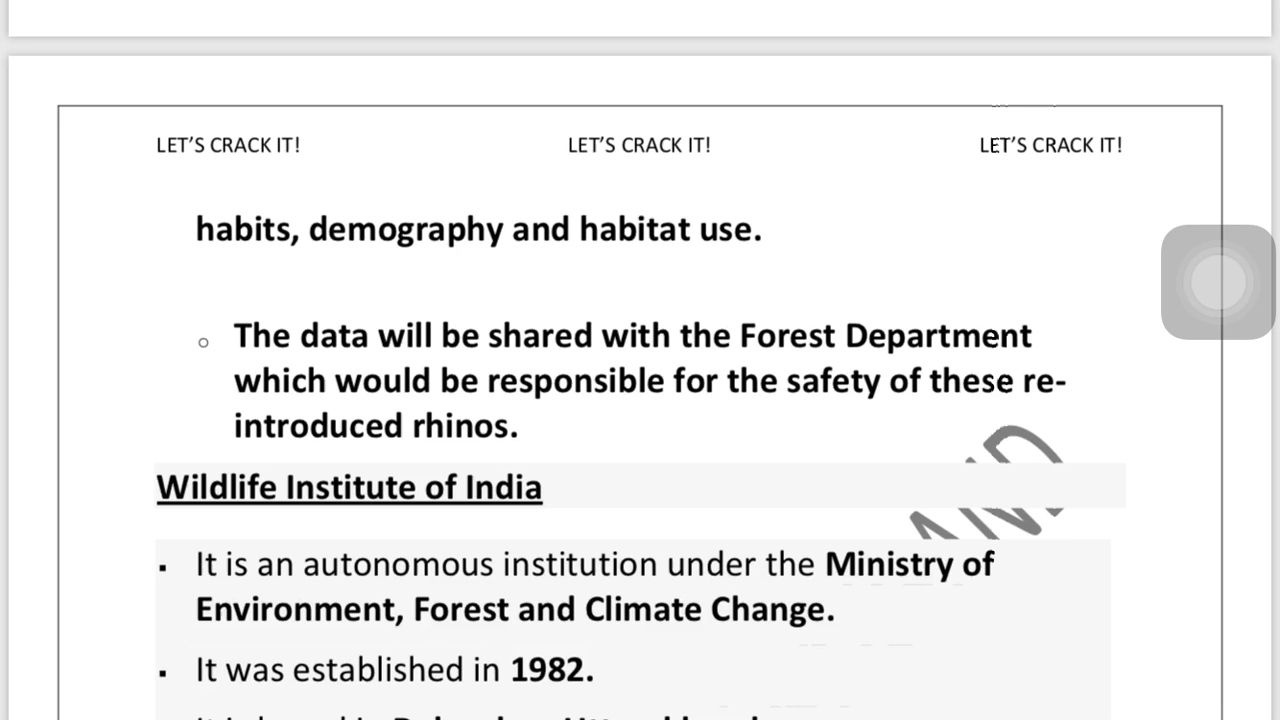 LET’S CRACK IT! LET’S CRACK IT! LET’S CRACK IT!
habits, demography and habitat use.
○ The data will be shared with the Forest Department
which would be responsible for the safety of these re-
introduced rhinos.
Wildlife Institute of India
▪ It is an autonomous institution under the Ministry of
Environment, Forest and Climate Change.
▪ It was established in 1982.